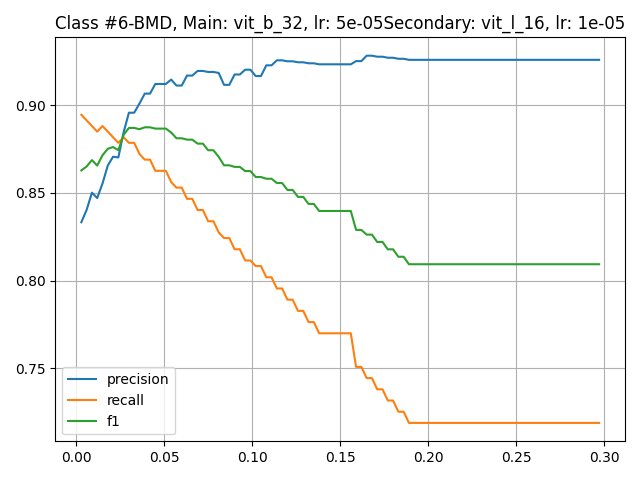 Class #6-BMD, Main: vit_b_32, lr: 5e-05Secondary: vit_l_16, lr: 1e-05
0.90
0.85
0.80
0.75
precision
recall
f1
0.00 0.05 0.10 0.15 0.20 0.25 0.30